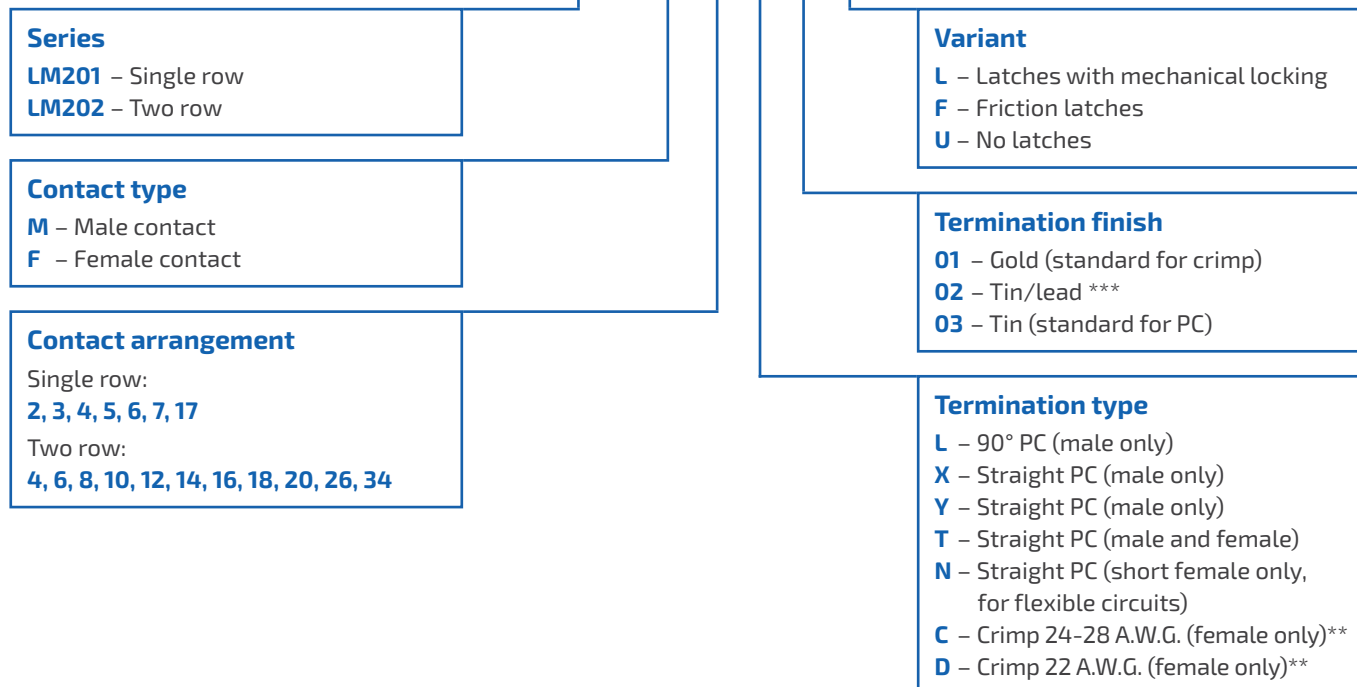 Series
LM201 – Single row
LM202 – Two row
Contact type
M – Male contact
F – Female contact
Contact arrangement
Single row:
2, 3, 4, 5, 6, 7, 17
Two row:
4, 6, 8, 10, 12, 14, 16, 18, 20, 26, 34
Variant
L – Latches with mechanical locking
F – Friction latches
U – No latches
Termination finish
01 – Gold (standard for crimp)
02 – Tin/lead ***
03 – Tin (standard for PC)
Termination type
L – 90° PC (male only)
X – Straight PC (male only)
Y – Straight PC (male only)
T – Straight PC (male and female)
N – Straight PC (short female only,
for flexible circuits)
C – Crimp 24-28 A.W.G. (female only)**
D – Crimp 22 A.W.G. (female only)**